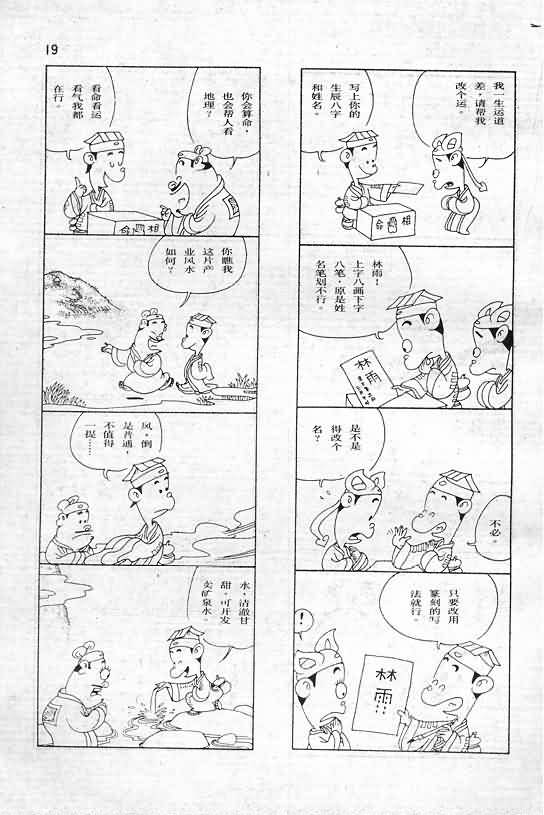 19
我一生运道
差，请帮我
改个运。
写上你的
生辰八字
和姓名。
相命
林雨！
上字八画下字
八笔，原是姓
名笔划不行。
林雨
是不是
得改个
名？
不必。
只要改用
篆刻的写
法就行。
林雨
！
你会算命，
也会帮人看
地理？
看命看运
看气我都
在行。
相命
你瞧我
这片产
业风水
如何？
风，倒
是普通，
不值得
一提……
水，清澈甘
甜。可开发
卖矿泉水。